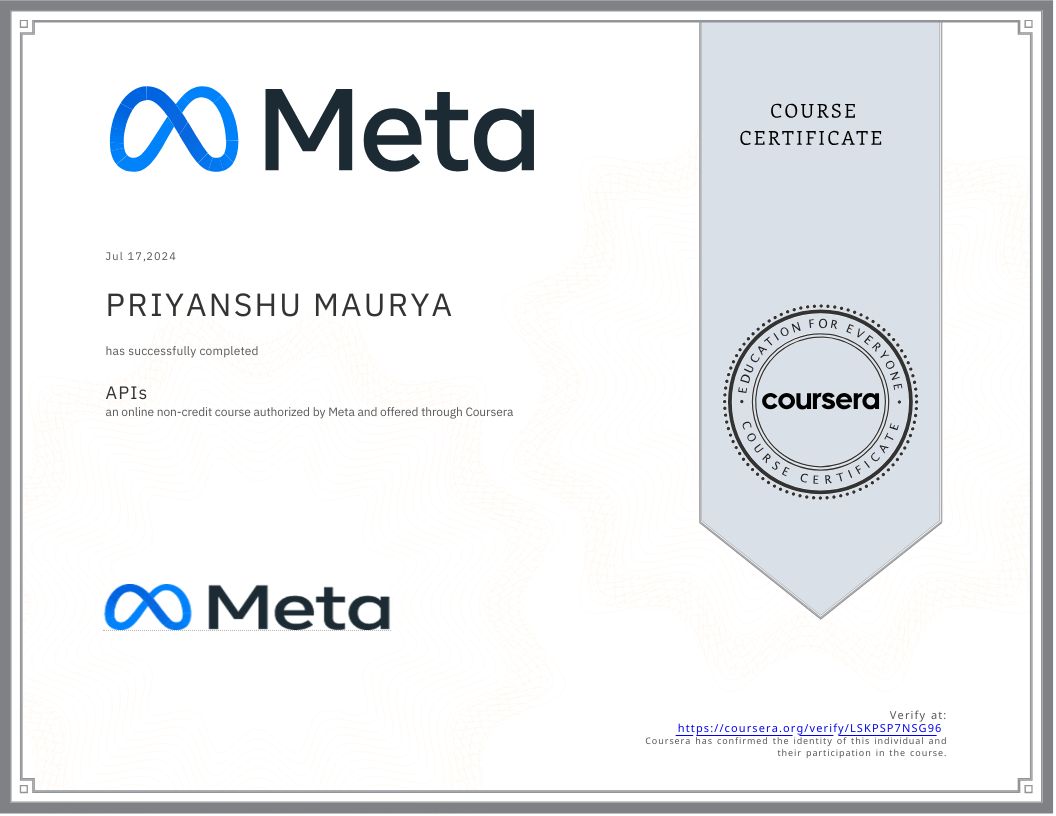 Meta
COURSE
CERTIFICATE
Jul 17,2024
PRIYANSHU MAURYA
has successfully completed
APIs
an online non-credit course authorized by Meta and offered through Coursera
EDUCATION FOR EVERYONE
coursera
COURSE CERTIFICATE
Meta
Verify at:
https://coursera.org/verify/LSKPSP7NSG96
Coursera has confirmed the identity of this individual and
their participation in the course.